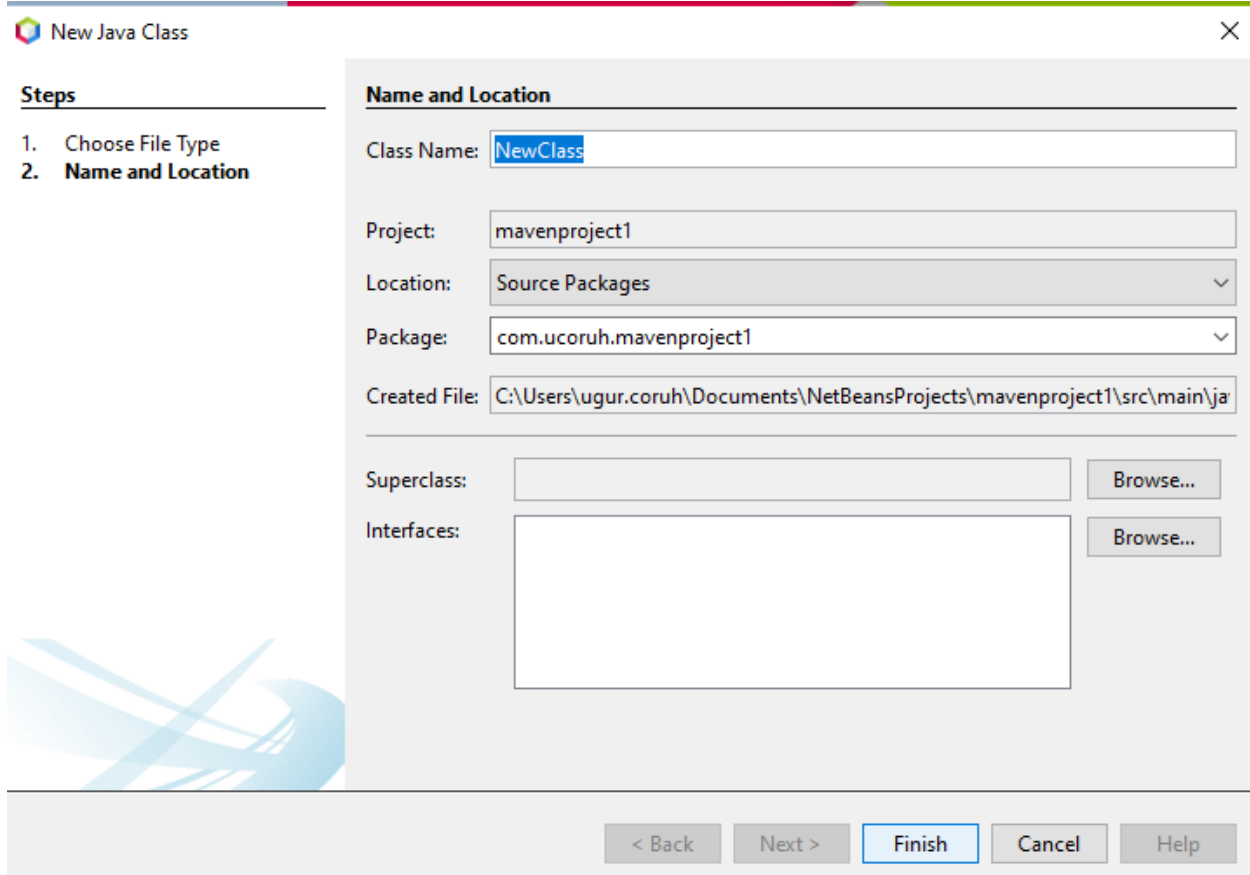 New Java Class
Steps
1. Choose File Type
2. Name and Location
Name and Location
Class Name: NewClass
Project: mavenproject1
Location: Source Packages
Package: com.ucoruh.mavenproject1
Created File: C:\Users\ugur.coruh\Documents\NetBeansProjects\mavenproject1\src\main\ja
Superclass: Browse...
Interfaces: Browse...
< Back Next > Finish Cancel Help